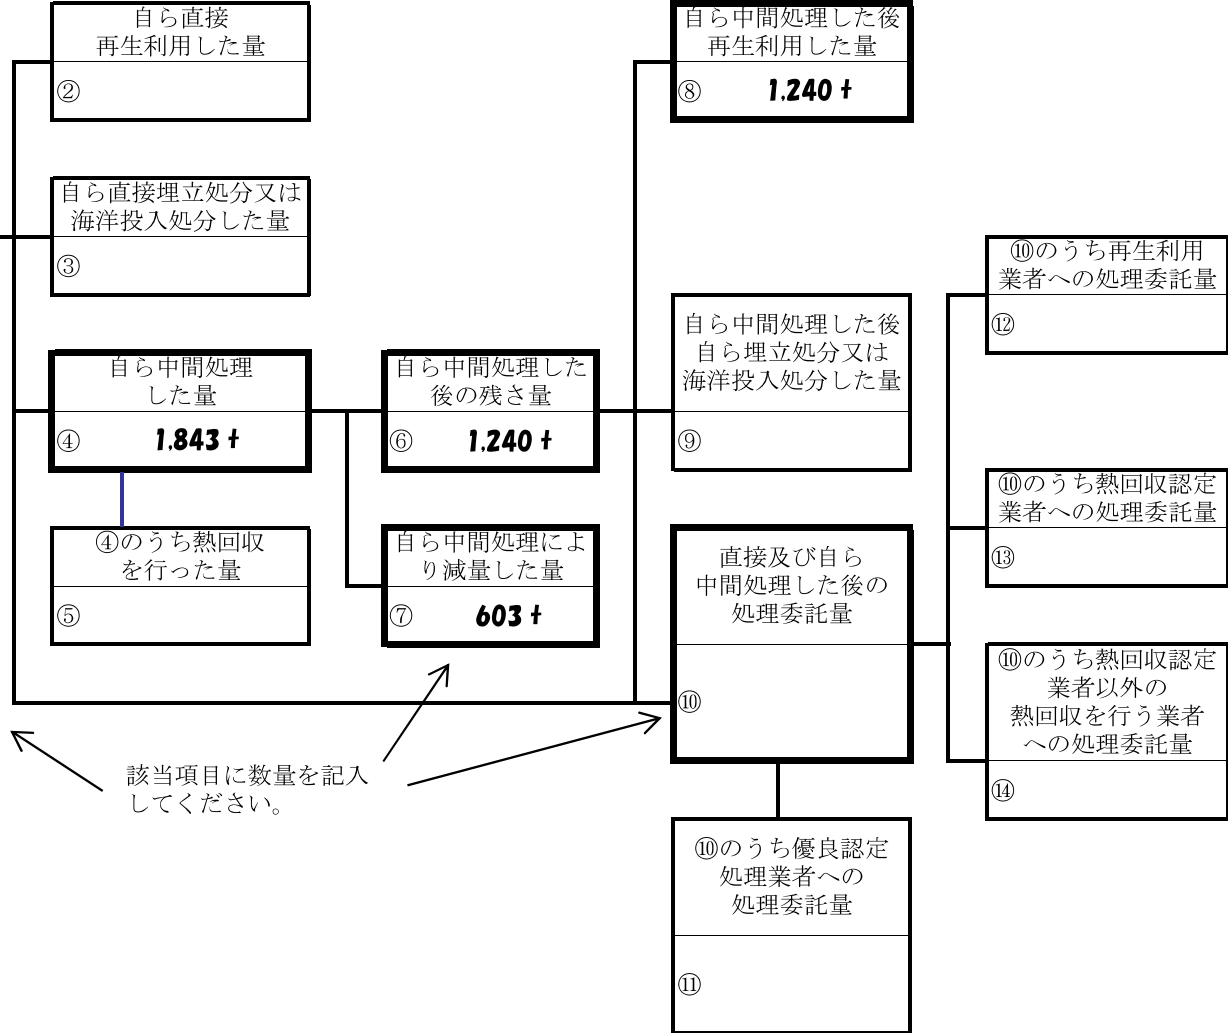 自ら直接
再生利用した量
②
自ら中間処理した後
再生利用した量
⑧ 1,240 t
自ら直接埋立処分又は
海洋投入処分した量
③
⑩のうち再生利用
業者への処理委託量
⑫
自ら中間処理した後
自ら埋立処分又は
海洋投入処分した量
⑨
自ら中間処理
した量
④ 1,843 t
自ら中間処理した
後の残さ量
⑥ 1,240 t
⑩のうち熱回収認定
業者への処理委託量
⑬
④のうち熱回収
を行った量
⑤
自ら中間処理によ
り減量した量
⑦ 603 t
直接及び自ら
中間処理した後の
処理委託量
⑩
⑩のうち熱回収認定
業者以外の
熱回収を行う業者
への処理委託量
⑭
該当項目に数量を記入
してください。
⑩のうち優良認定
処理業者への
処理委託量
⑪